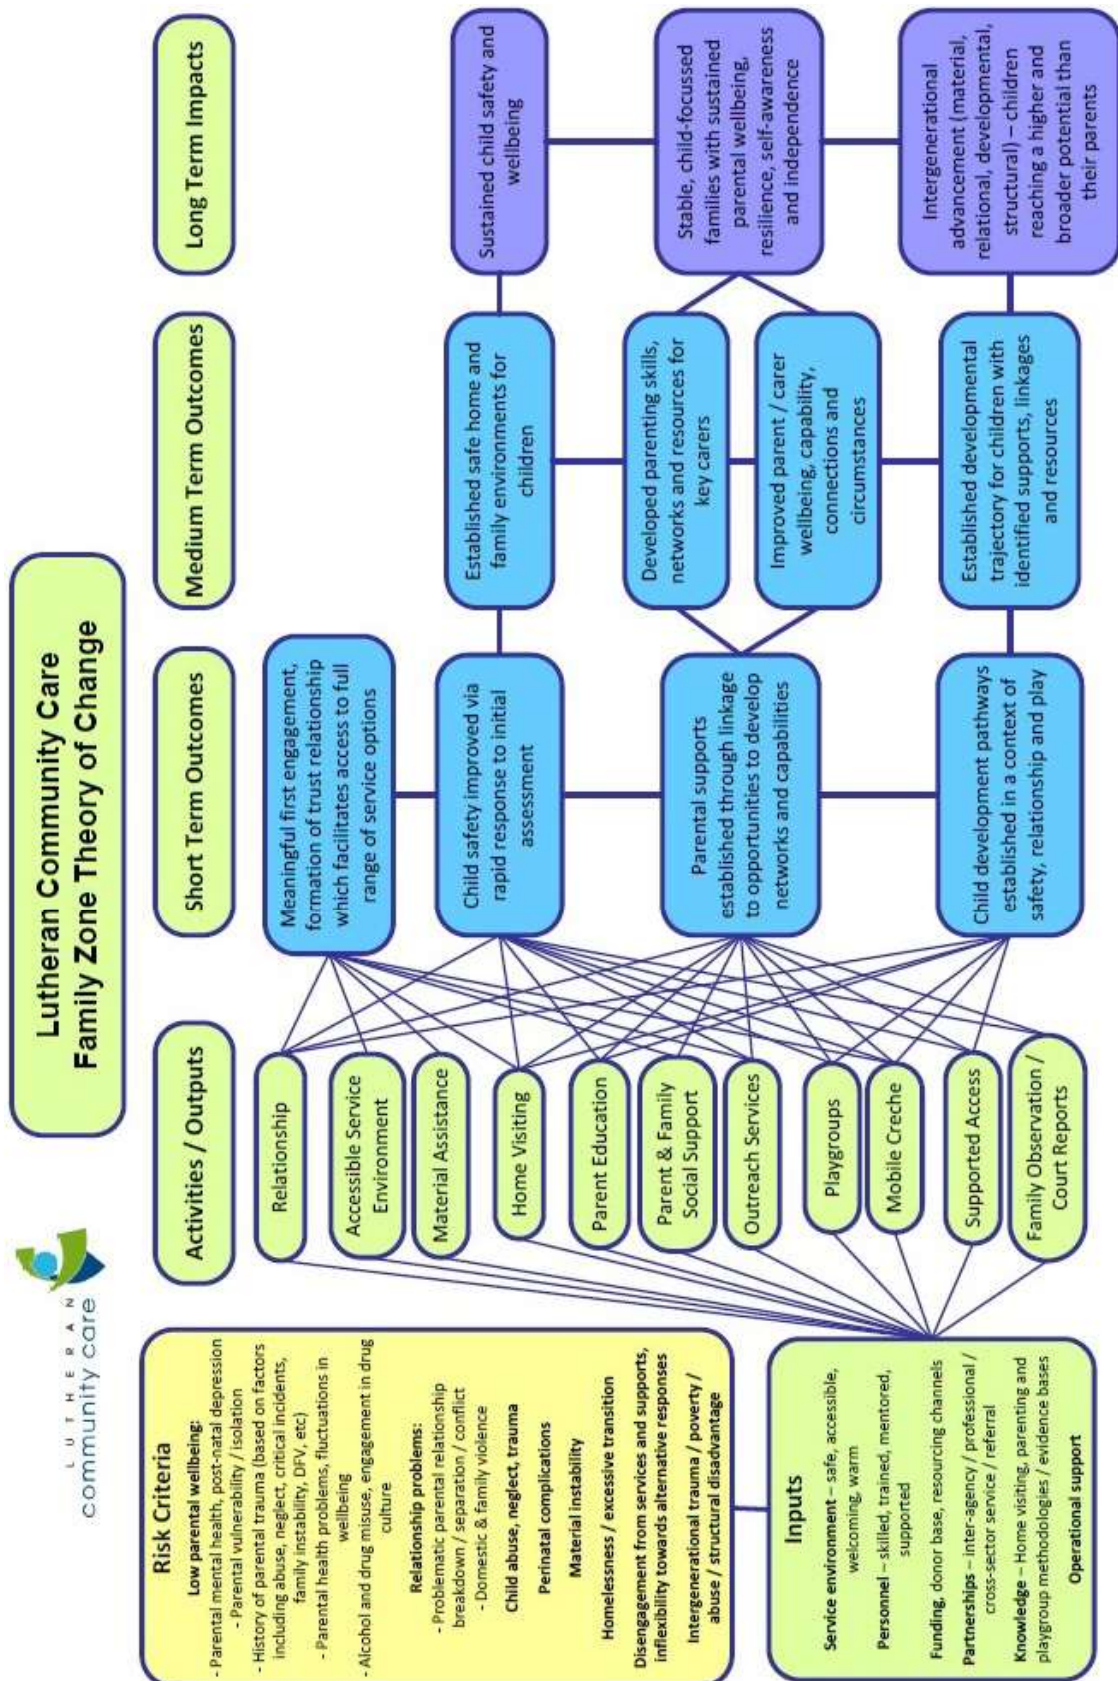 LUTHERAN
community care
Lutheran Community Care
Family Zone Theory of Change
Risk Criteria
Low parental wellbeing:
- Parental mental health, post-natal depression
- Parental vulnerability / isolation
- History of parental trauma (based on factors
including abuse, neglect, critical incidents,
family instability, DFV, etc)
- Parental health problems, fluctuations in
wellbeing
- Alcohol and drug misuse, engagement in drug
culture
Relationship problems:
- Problematic parental relationship
breakdown / separation / conflict
- Domestic & family violence
Child abuse, neglect, trauma
Perinatal complications
Material instability
Homelessness / excessive transition
Disengagement from services and supports,
inflexibility towards alternative responses
Intergenerational trauma / poverty /
abuse / structural disadvantage
Inputs
Service environment – safe, accessible,
welcoming, warm
Personnel – skilled, trained, mentored,
supported
Funding, donor base, resourcing channels
Partnerships – inter-agency / professional /
cross-sector service / referral
Knowledge – Home visiting, parenting and
playgroup methodologies / evidence bases
Operational support
Activities / Outputs
Relationship
Accessible Service
Environment
Material Assistance
Home Visiting
Parent Education
Parent & Family
Social Support
Outreach Services
Playgroups
Mobile Creche
Supported Access
Family Observation /
Court Reports
Short Term Outcomes
Meaningful first engagement,
formation of trust relationship
which facilitates access to full
range of service options
Child safety improved via
rapid response to initial
assessment
Parental supports
established through linkage
to opportunities to develop
networks and capabilities
Child development pathways
established in a context of
safety, relationship and play
Medium Term Outcomes
Established safe home and
family environments for
children
Developed parenting skills,
networks and resources for
key carers
Improved parent / carer
wellbeing, capability,
connections and
circumstances
Established developmental
trajectory for children with
identified supports, linkages
and resources
Long Term Impacts
Sustained child safety and
wellbeing
Stable, child-focussed
families with sustained
parental wellbeing,
resilience, self-awareness
and independence
Intergenerational
advancement (material,
relational, developmental,
structural) – children
reaching a higher and
broader potential than
their parents